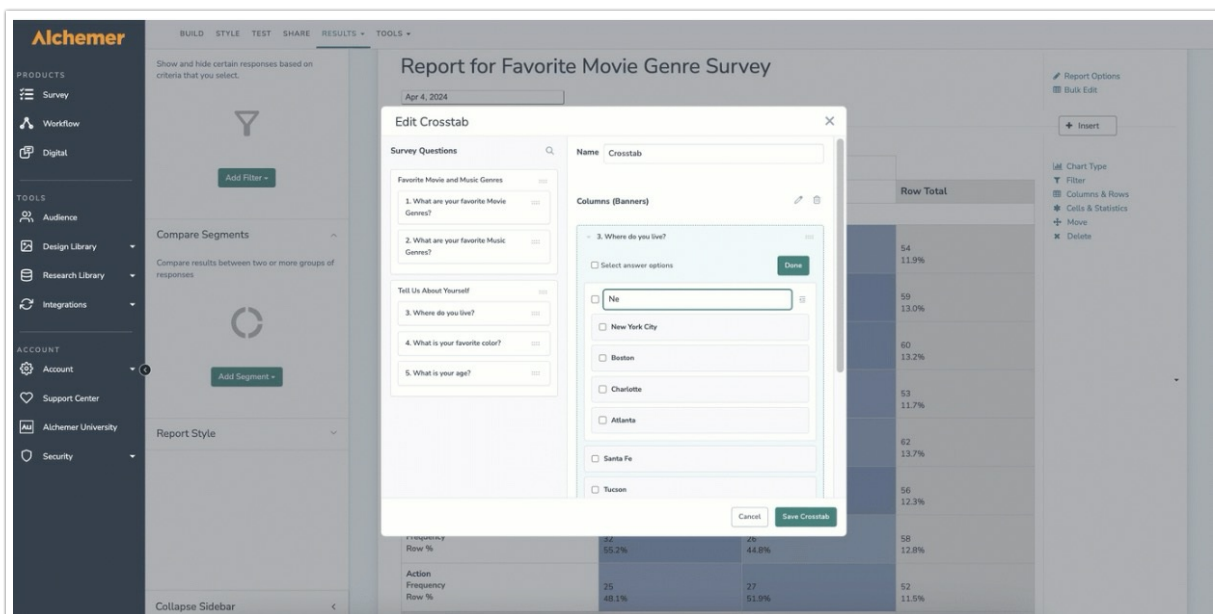 Alchemer
BUILD STYLE TEST SHARE RESULTS TOOLS
PRODUCTS
Survey
Workflow
Digital
TOOLS
Audience
Design Library
Research Library
Integrations
ACCOUNT
Account
Support Center
Au Alchemer University
Security
Show and hide certain responses based on
criteria that you select.
Add Filter
Compare Segments
Compare results between two or more groups of
responses
Add Segment
Report Style
Collapse Sidebar
Report for Favorite Movie Genre Survey
Apr 4, 2024
Edit Crosstab
Survey Questions
Favorite Movie and Music Genres
1. What are your favorite Movie
Genres?
2. What are your favorite Music
Genres?
Tell Us About Yourself
3. Where do you live?
4. What is your favorite color?
5. What is your age?
Name Crosstab
Columns (Banners)
3. Where do you live?
Select answer options Done
Ne
New York City
Boston
Charlotte
Atlanta
Santa Fe
Tucson
Cancel Save Crosstab
Row Total
54
11.9%
59
13.0%
60
13.2%
53
11.7%
62
13.7%
56
12.3%
Frequency 32 26 58
Row % 55.2% 44.8% 12.8%
Action
Frequency 25 27 52
Row % 48.1% 51.9% 11.5%
Report Options
Bulk Edit
+ Insert
Chart Type
Filter
Columns & Rows
Cells & Statistics
Move
Delete